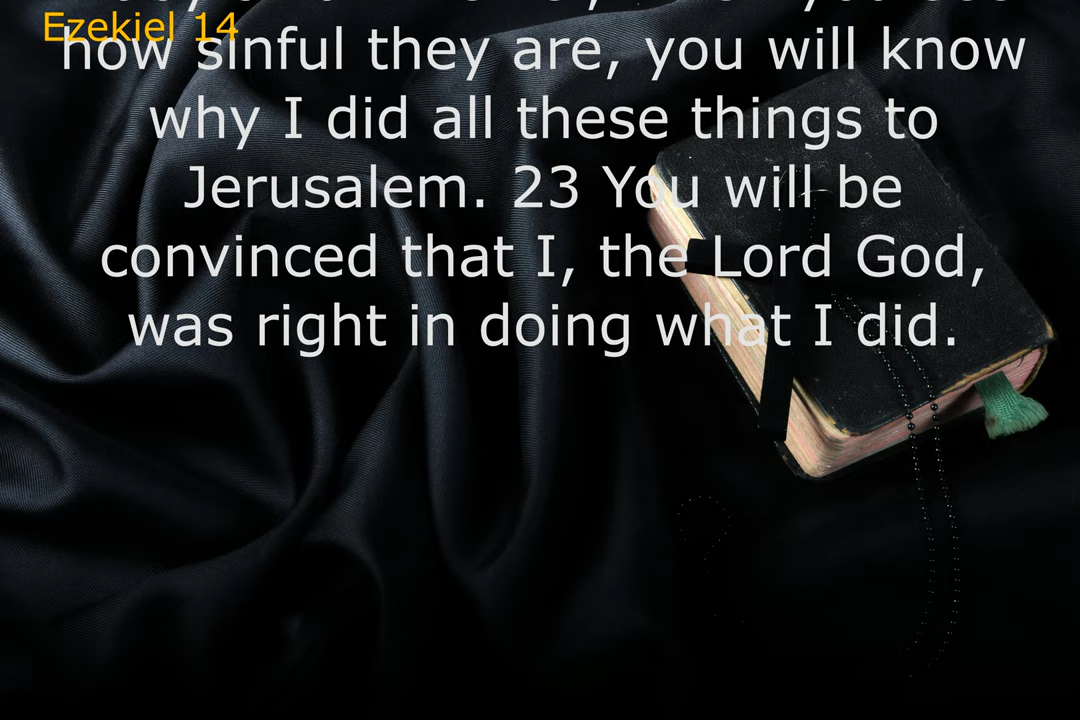 Ezekiel 14
how sinful they are, you will know
why I did all these things to
Jerusalem. 23 You will be
convinced that I, the Lord God,
was right in doing what I did.